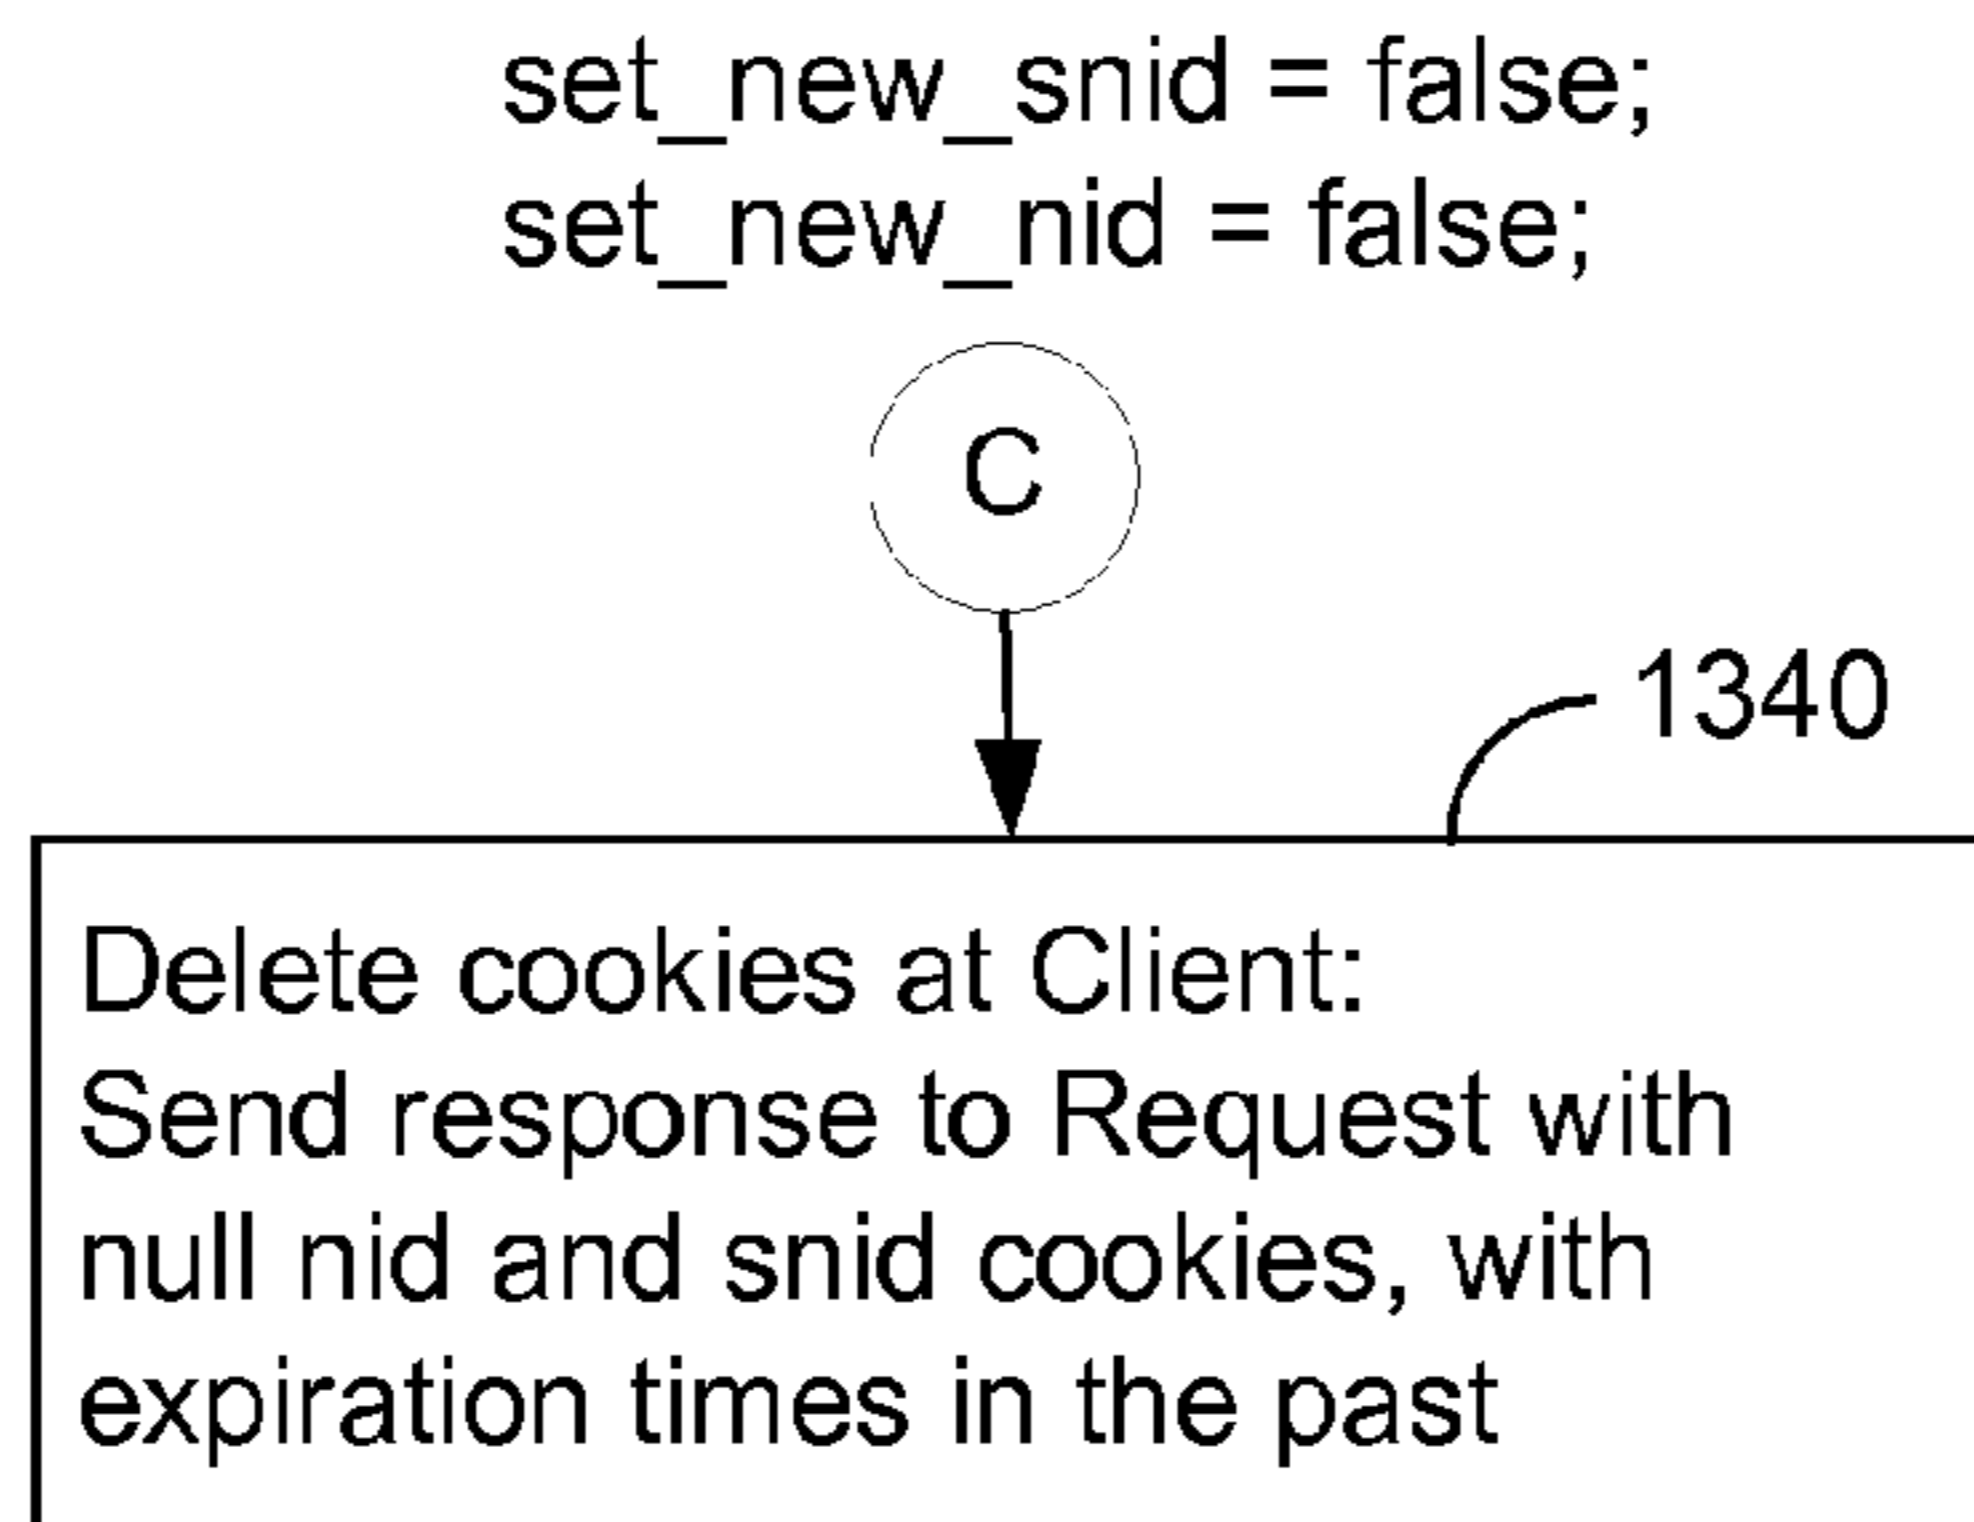 set_new_snid = false;
set_new_nid = false;
C
1340
Delete cookies at Client:
Send response to Request with
null nid and snid cookies, with
expiration times in the past